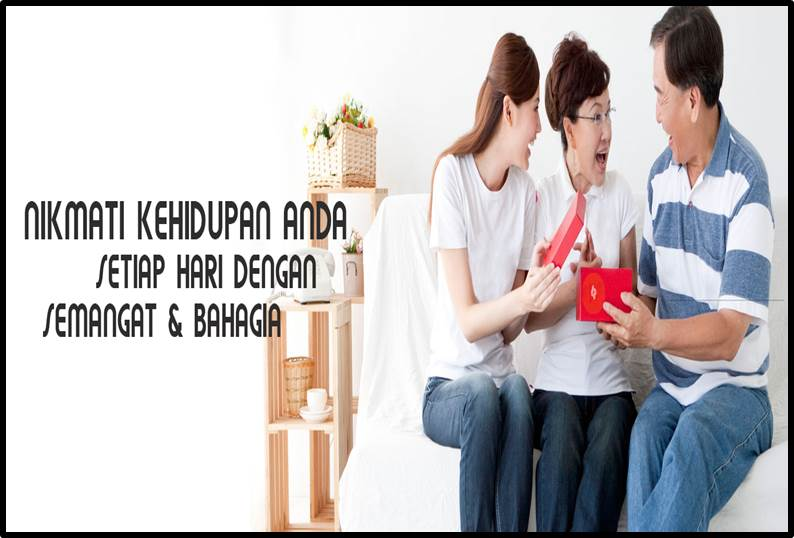 NIKMATI KEHIDUPAN ANDA
SETIAP HARI DENGAN
SEMANGAT & BAHAGIA